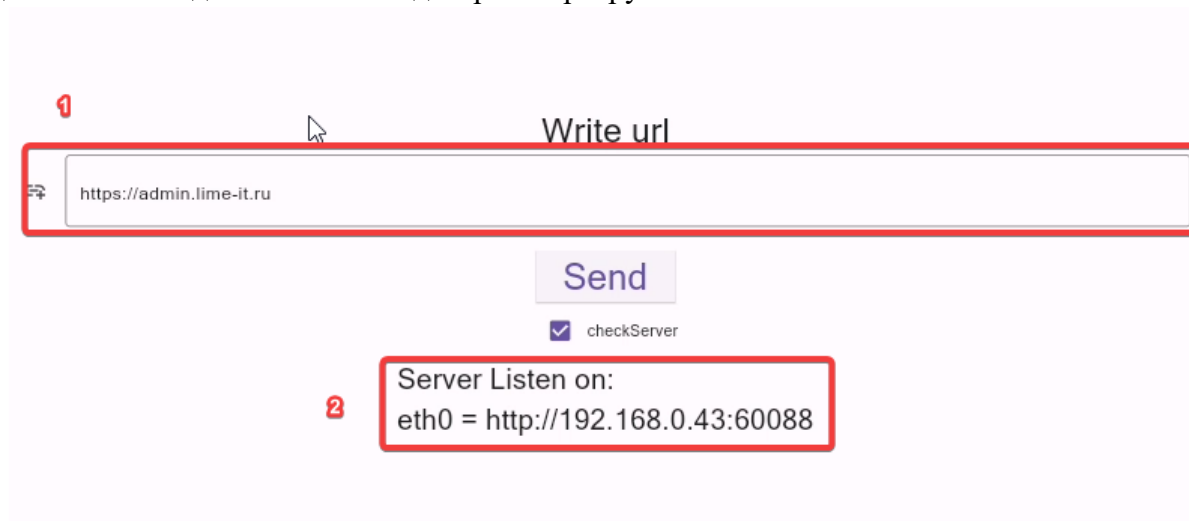 1
Write url
https://admin.lime-it.ru
Send
checkServer
2
Server Listen on:
eth0 = http://192.168.0.43:60088